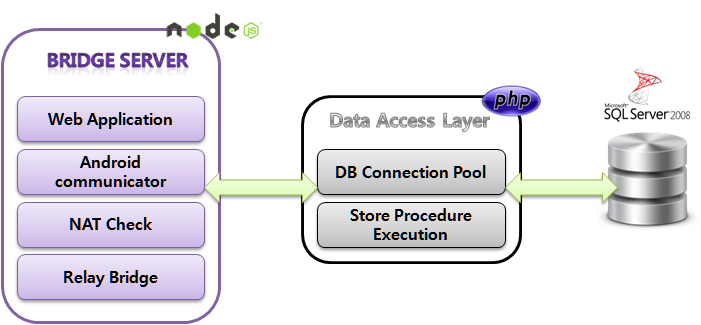 node
JS
BRIDGE SERVER
Web Application
Android
communicator
NAT Check
Relay Bridge
php
Data Access Layer
DB Connection Pool
Store Procedure
Execution
Microsoft
SQL Server 2008